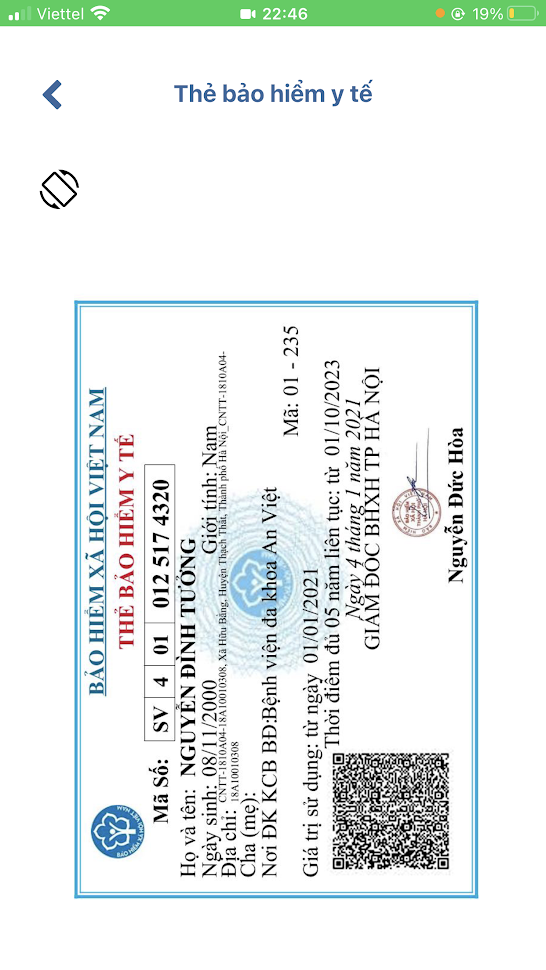 Viettel 22:46 19%
Thẻ bảo hiểm y tế
BẢO HIỂM XÃ HỘI VIỆT NAM
THẺ BẢO HIỂM Y TẾ
Mã Số: SV 4 01 012 517 4320
Họ và tên: NGUYỄN ĐÌNH TƯỞNG
Ngày sinh: 08/11/2000 Giới tính: Nam
Địa chỉ: CNTT-1810A04-18A10010308, Xã Hữu Bằng, Huyện Thạch Thất, Thành phố Hà Nội_CNTT-1810A04-
18A10010308
Cha (mẹ):
Nơi ĐK KCB BĐ:Bệnh viện đa khoa An Việt
Mã: 01 - 235
Giá trị sử dụng: từ ngày 01/01/2021
Thời điểm đủ 05 năm liên tục: từ 01/10/2023
Ngày 4 tháng 1 năm 2021
GIÁM ĐỐC BHXH TP HÀ NỘI
Nguyễn Đức Hòa